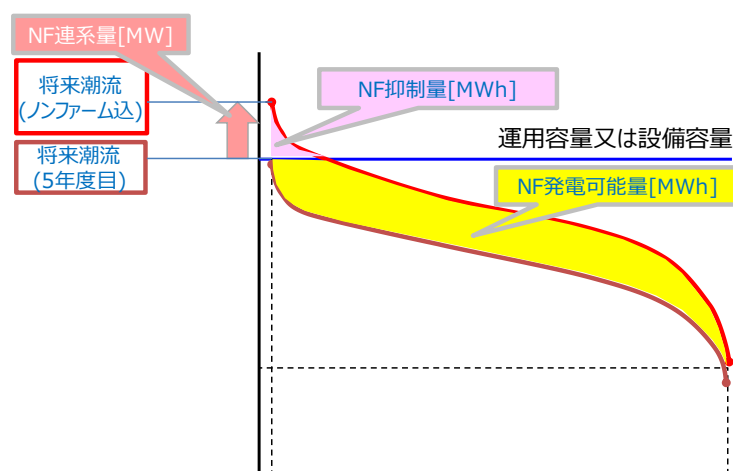 NF連系量[MW]
将来潮流
(ノンファーム込)
NF抑制量[MWh]
運用容量又は設備容量
将来潮流
(5年度目)
NF発電可能量[MWh]